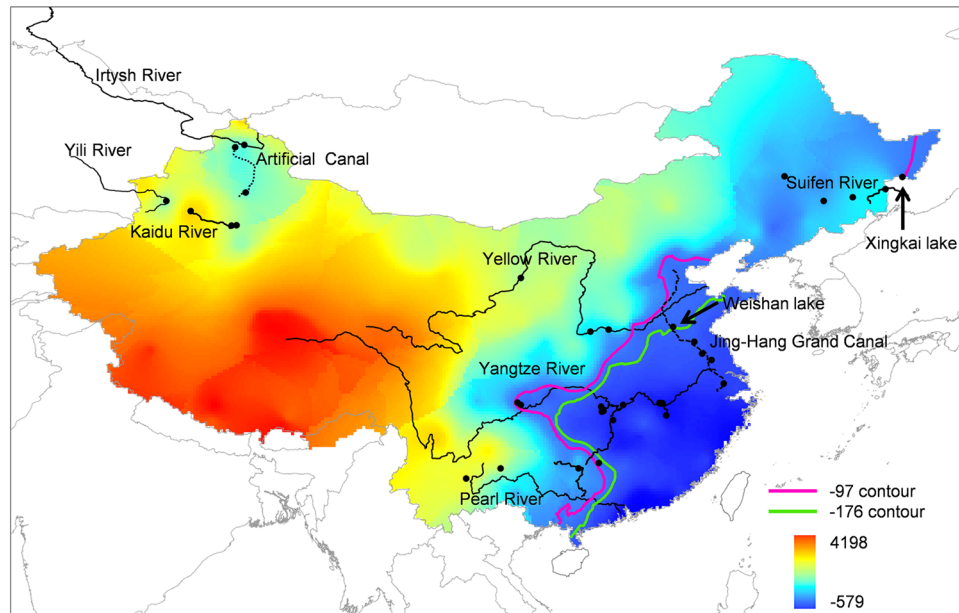 Irtysh River
Yili River
Artificial Canal
Suifen River
Kaidu River
Xingkai lake
Yellow River
Weishan lake
Jing-Hang Grand Canal
Yangtze River
Pearl River
-97 contour
-176 contour
4198
-579